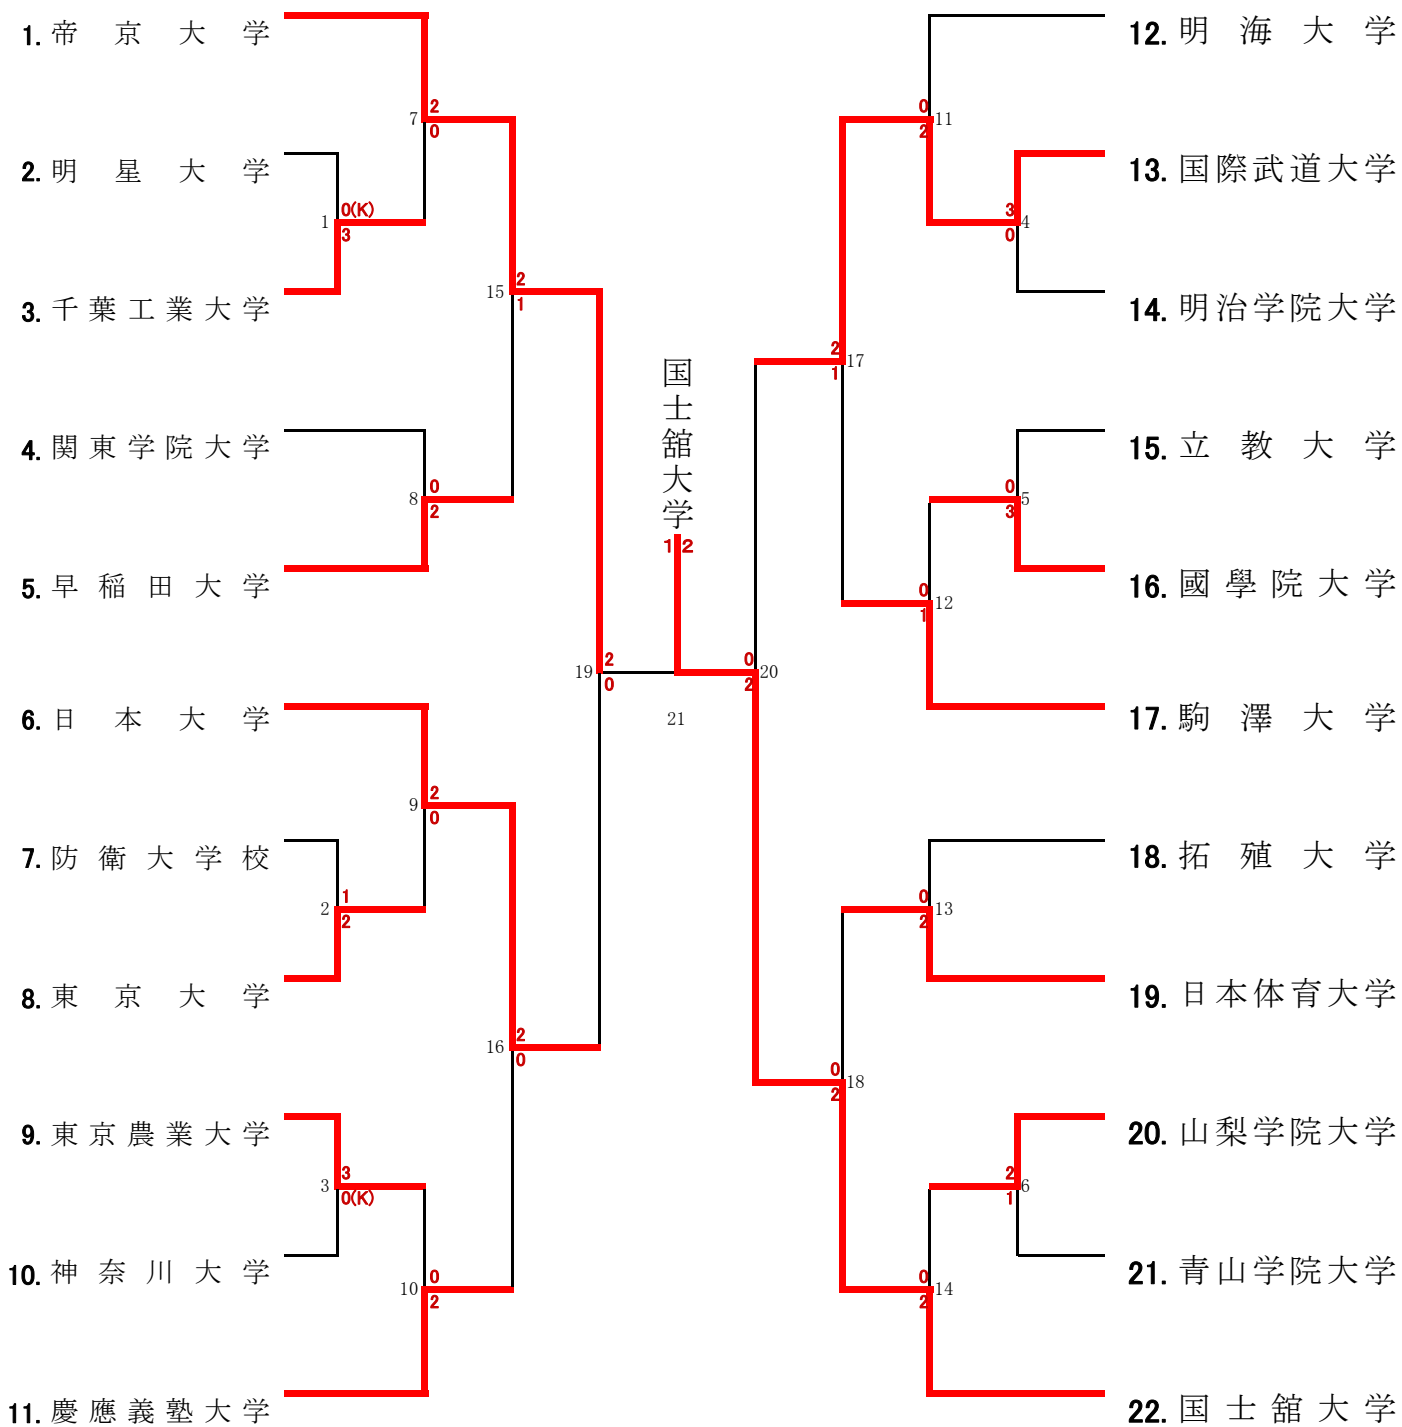 1. 帝京大学
2. 明星大学
3. 千葉工業大学
4. 関東学院大学
5. 早稲田大学
6. 日本大学
7. 防衛大学校
8. 東京大学
9. 東京農業大学
10. 神奈川大学
11. 慶應義塾大学
7
2
0
1
0(K)
3
15
2
1
8
0
2
19
2
0
9
2
0
2
1
2
16
2
0
3
3
0(K)
10
0
2
国士舘大学
1 2
21
0
2
11
3
0
4
2
1
17
0
3
5
0
1
12
0
2
20
0
2
13
0
2
18
2
1
6
0
2
14
12. 明海大学
13. 国際武道大学
14. 明治学院大学
15. 立教大学
16. 國學院大学
17. 駒澤大学
18. 拓殖大学
19. 日本体育大学
20. 山梨学院大学
21. 青山学院大学
22. 国士舘大学